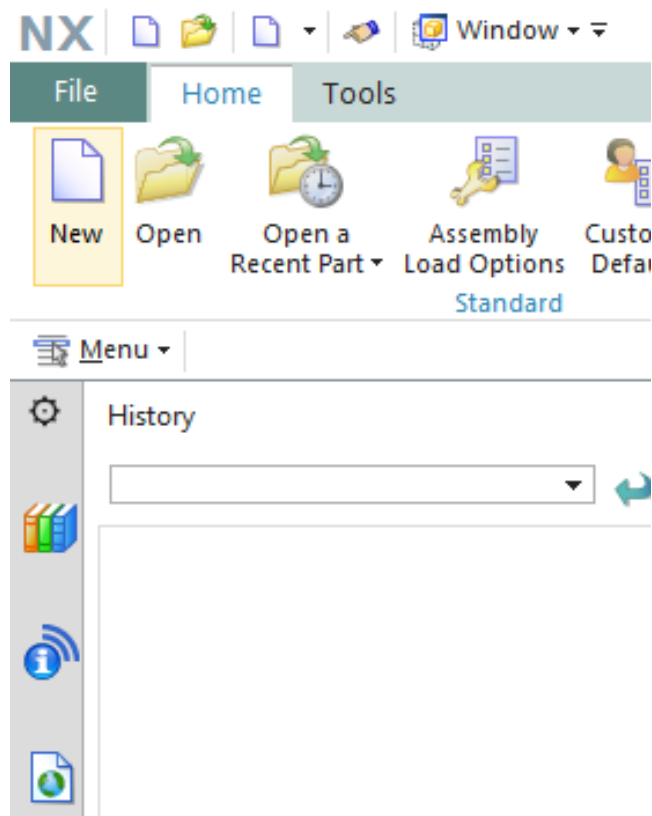 NX Window
File Home Tools
New Open Open a Recent Part Assembly Load Options
Standard
Menu
History